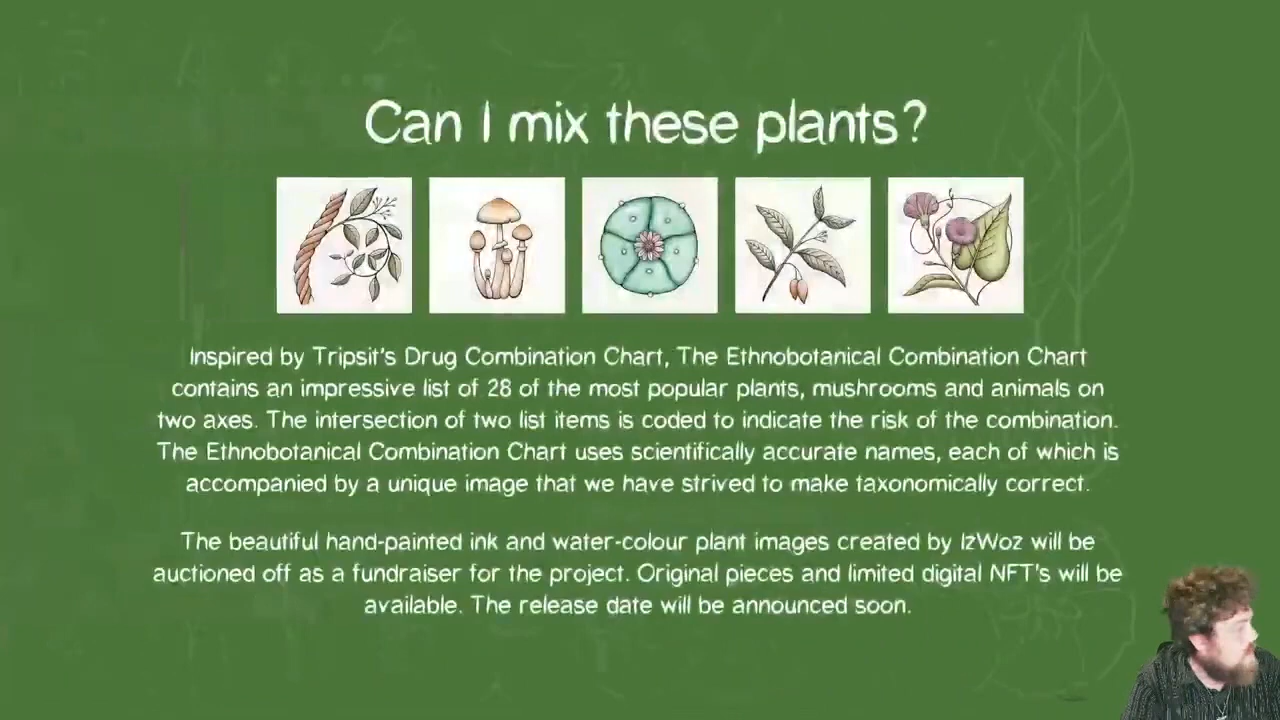 Can I mix these plants?
Inspired by Tripsit's Drug Combination Chart, The Ethnobotanical Combination Chart
contains an impressive list of 28 of the most popular plants, mushrooms and animals on
two axes. The intersection of two list items is coded to indicate the risk of the combination.
The Ethnobotanical Combination Chart uses scientifically accurate names, each of which is
accompanied by a unique image that we have strived to make taxonomically correct.
The beautiful hand-painted ink and water-colour plant images created by IzWoz will be
auctioned off as a fundraiser for the project. Original pieces and limited digital NFT's will be
available. The release date will be announced soon.